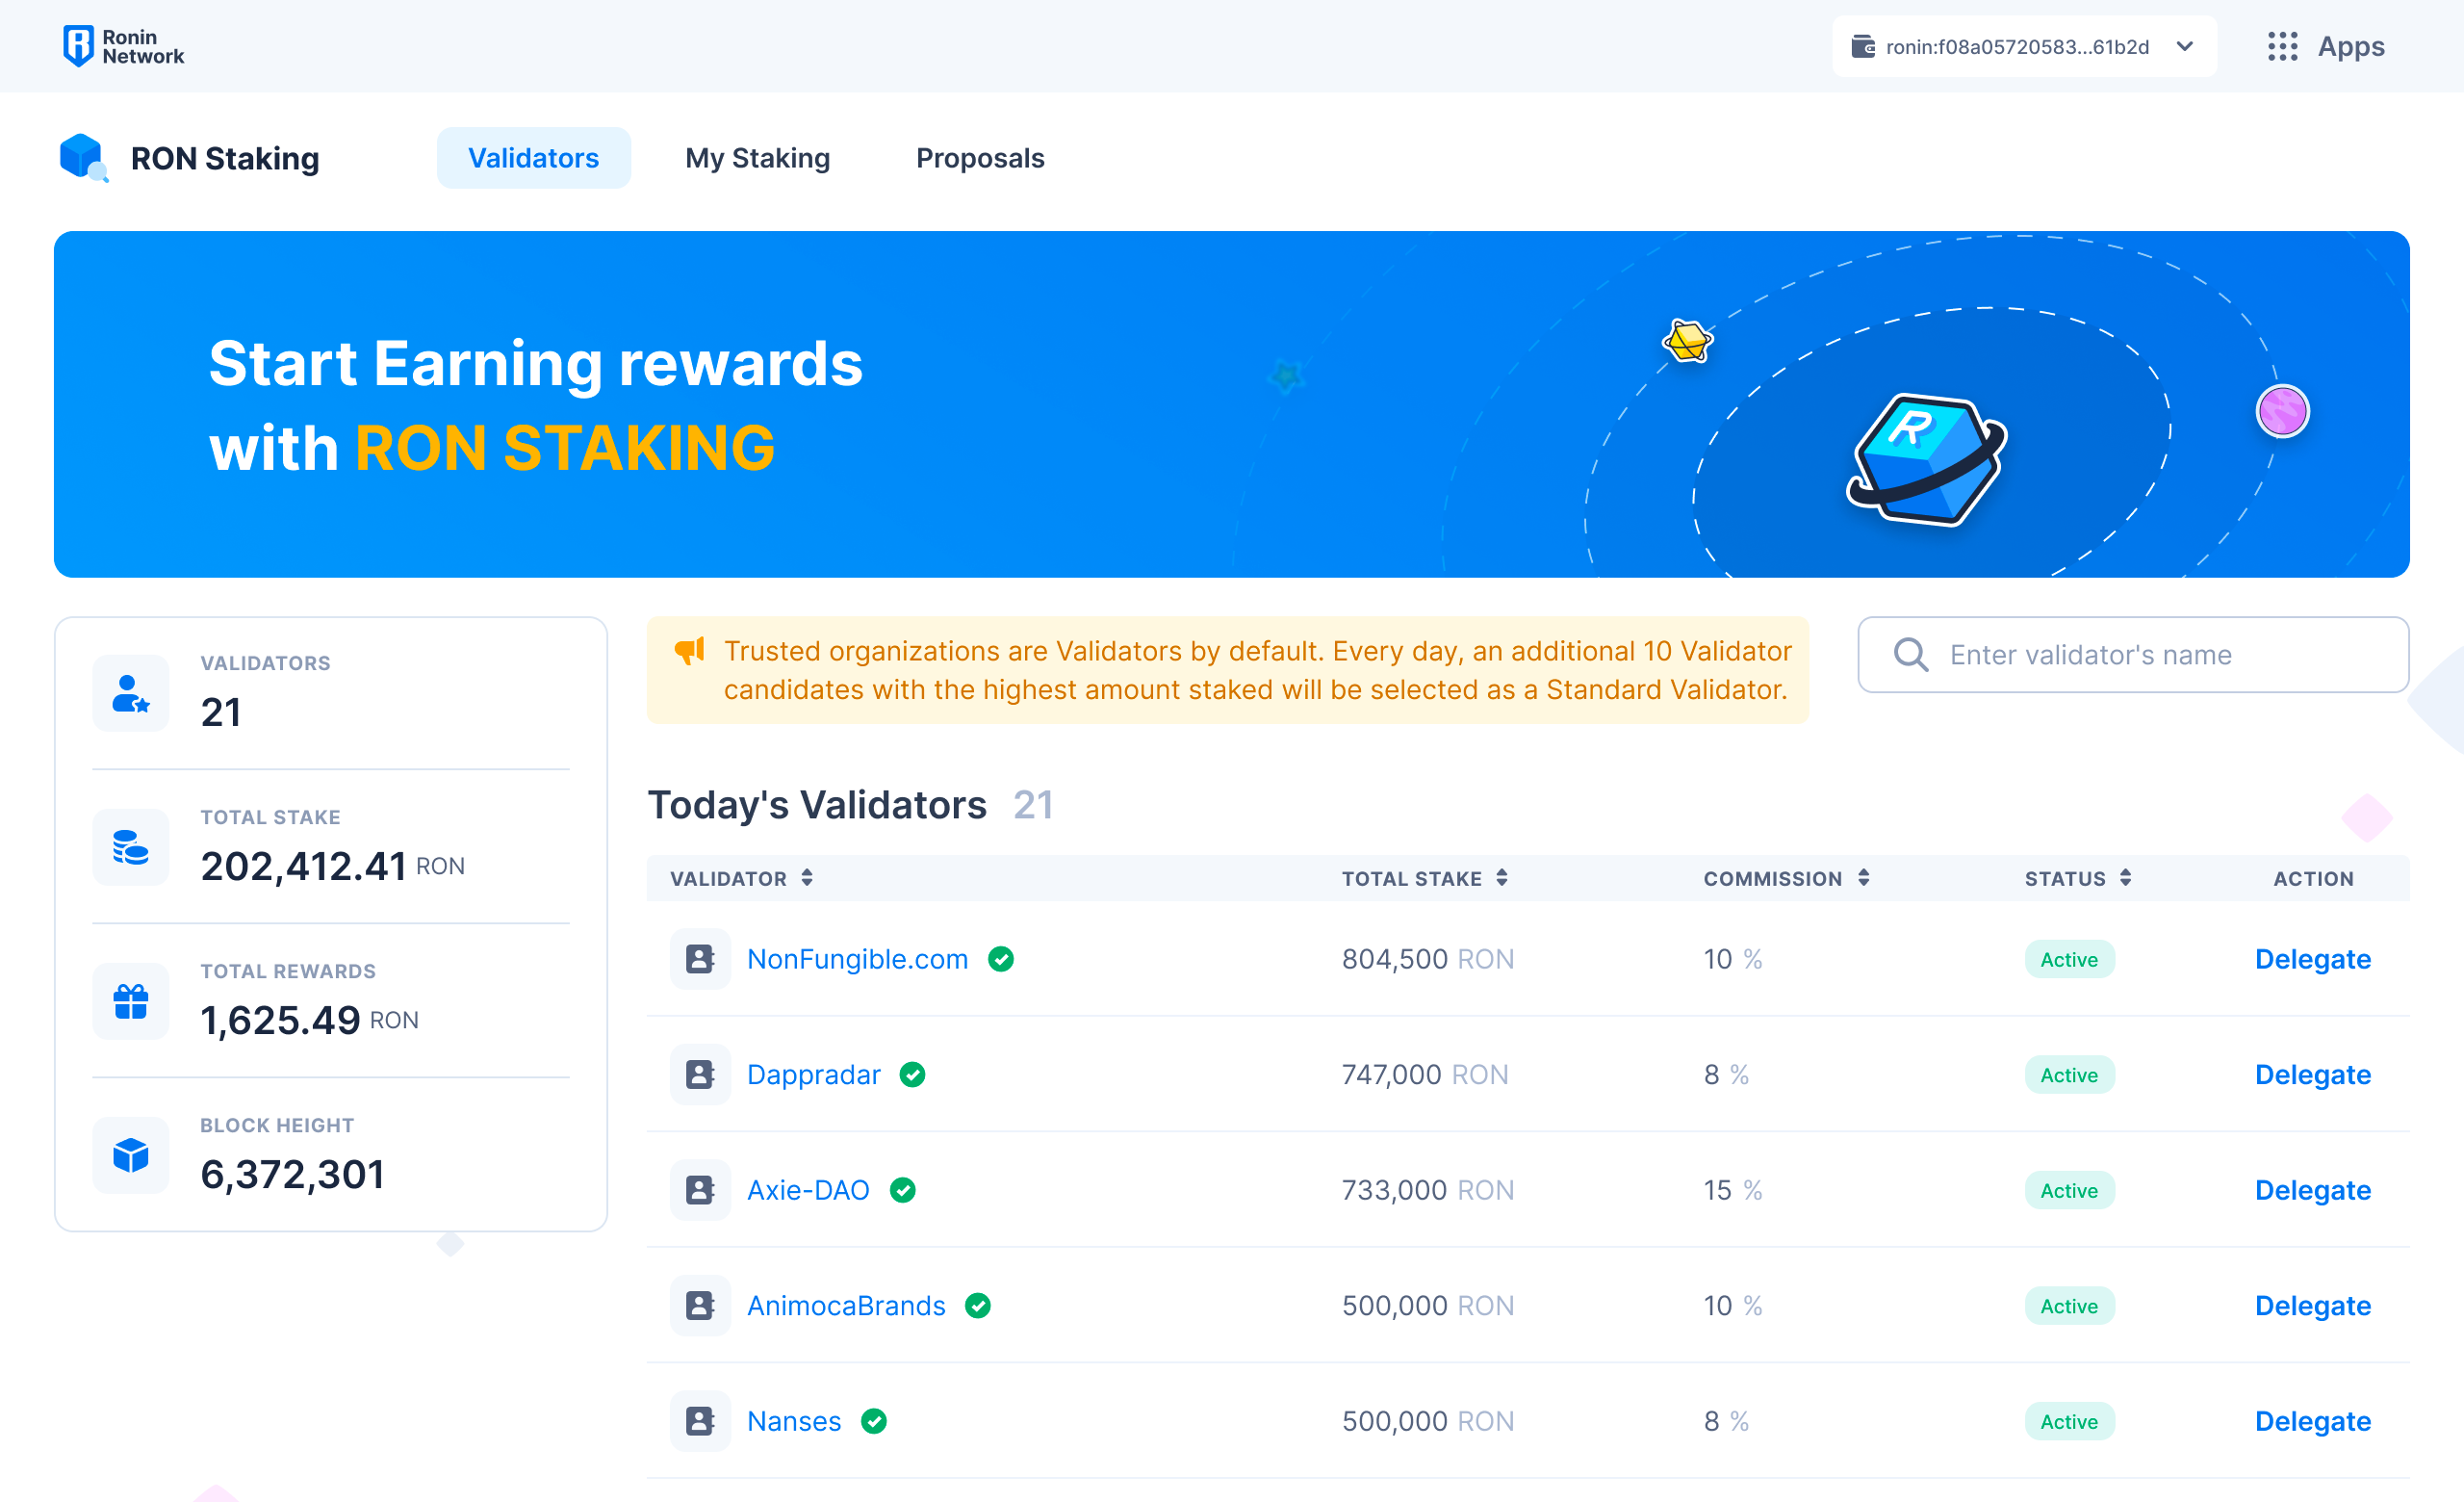 Ronin
Network
ronin:f08a05720583...61b2d
Apps
RON Staking
Validators
My Staking
Proposals
Start Earning rewards
with RON STAKING
VALIDATORS
21
TOTAL STAKE
202,412.41 RON
TOTAL REWARDS
1,625.49 RON
BLOCK HEIGHT
6,372,301
Trusted organizations are Validators by default. Every day, an additional 10 Validator
candidates with the highest amount staked will be selected as a Standard Validator.
Enter validator's name
Today's Validators 21
VALIDATOR TOTAL STAKE COMMISSION STATUS ACTION
NonFungible.com 804,500 RON 10 % Active Delegate
Dappradar 747,000 RON 8 % Active Delegate
Axie-DAO 733,000 RON 15 % Active Delegate
AnimocaBrands 500,000 RON 10 % Active Delegate
Nanses 500,000 RON 8 % Active Delegate